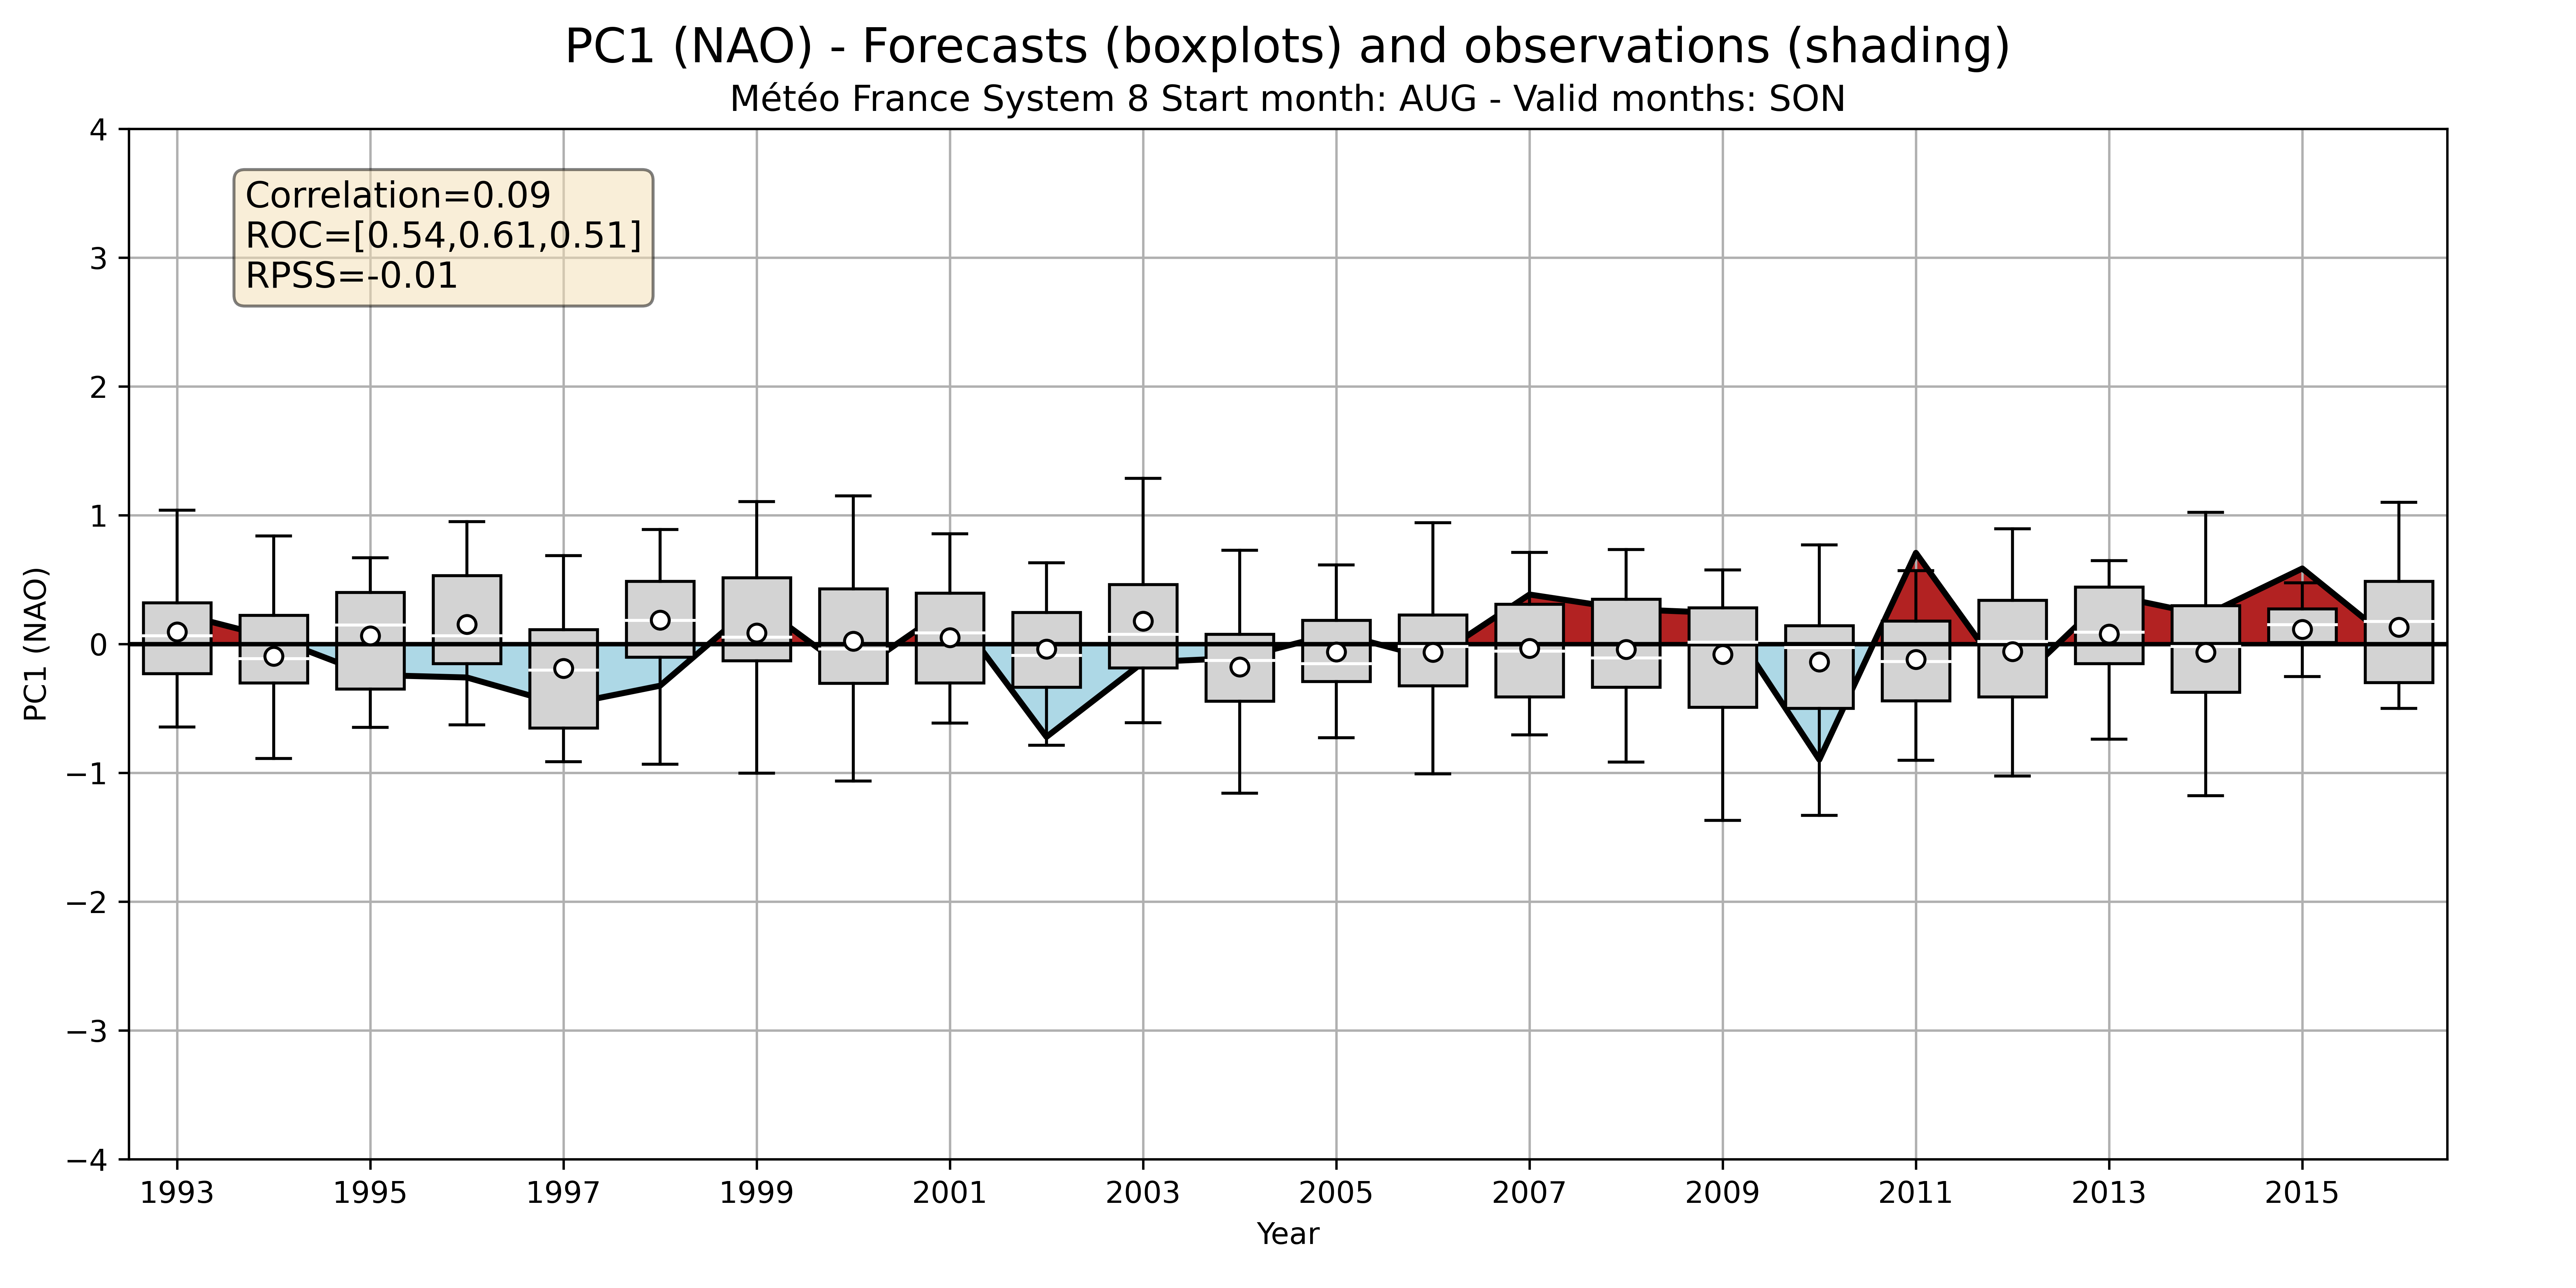 PC1 (NAO) - Forecasts (boxplots) and observations (shading)
Météo France System 8 Start month: AUG - Valid months: SON
Correlation=0.09
ROC=[0.54,0.61,0.51]
RPSS=-0.01
PC1 (NAO)
4
3
2
1
0
−1
−2
−3
−4
1993 1995 1997 1999 2001 2003 2005 2007 2009 2011 2013 2015
Year